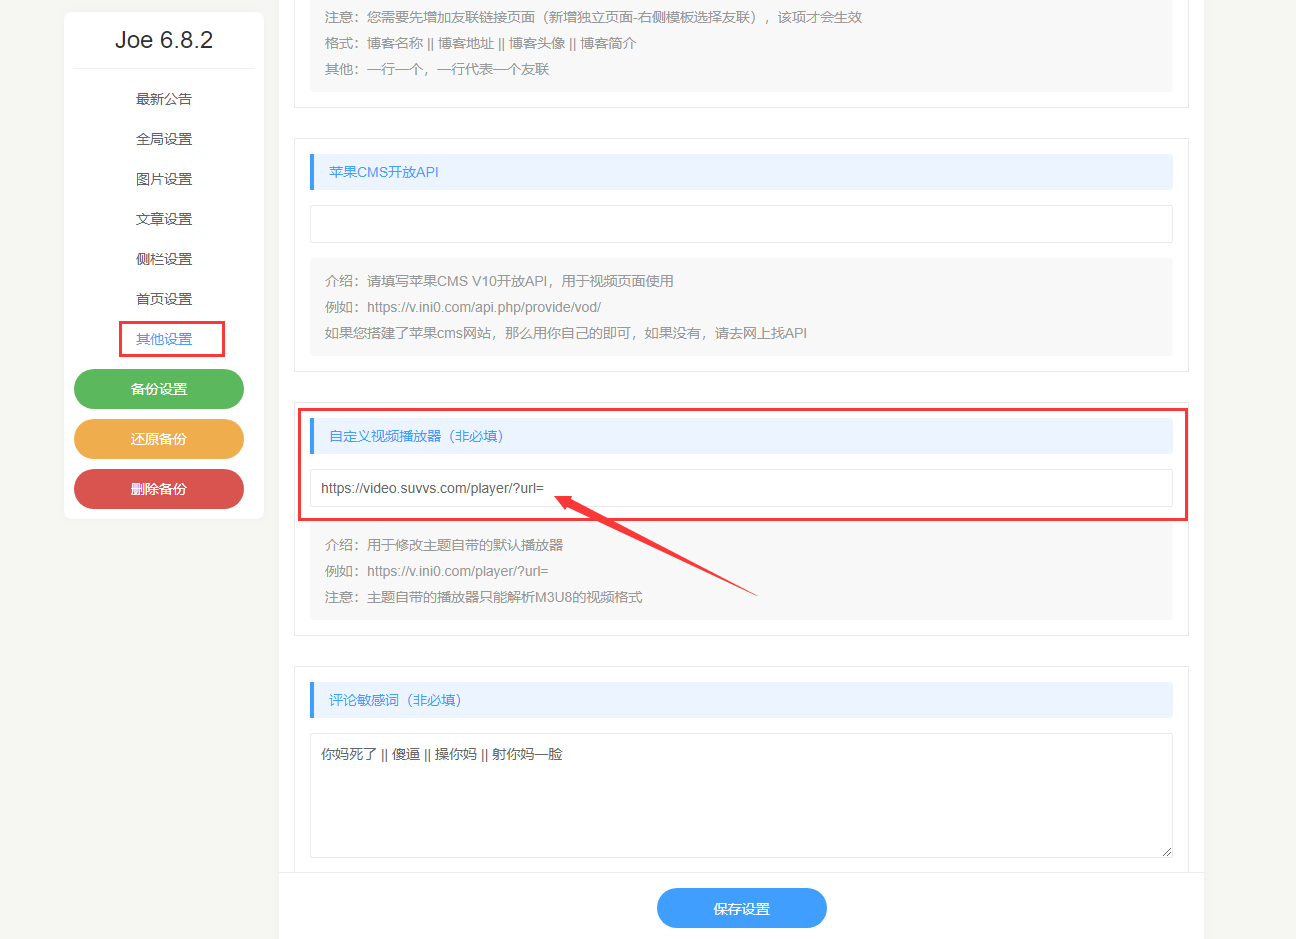 Joe 6.8.2
最新公告
全局设置
图片设置
文章设置
侧栏设置
首页设置
其他设置
备份设置
还原备份
删除备份
注意：您需要先增加友联链接页面（新增独立页面-右侧模板选择友联），该项才会生效
格式：博客名称 || 博客地址 || 博客头像 || 博客简介
其他：一行一个，一行代表一个友联
苹果CMS开放API
介绍：请填写苹果CMS V10开放API，用于视频页面使用
例如：https://v.ini0.com/api.php/provide/vod/
如果您搭建了苹果cms网站，那么用你自己的即可，如果没有，请去网上找API
自定义视频播放器（非必填）
https://video.suvvs.com/player/?url=
介绍：用于修改主题自带的默认播放器
例如：https://v.ini0.com/player/?url=
注意：主题自带的播放器只能解析M3U8的视频格式
评论敏感词（非必填）
你妈死了 || 傻逼 || 操你妈 || 射你妈一脸
保存设置